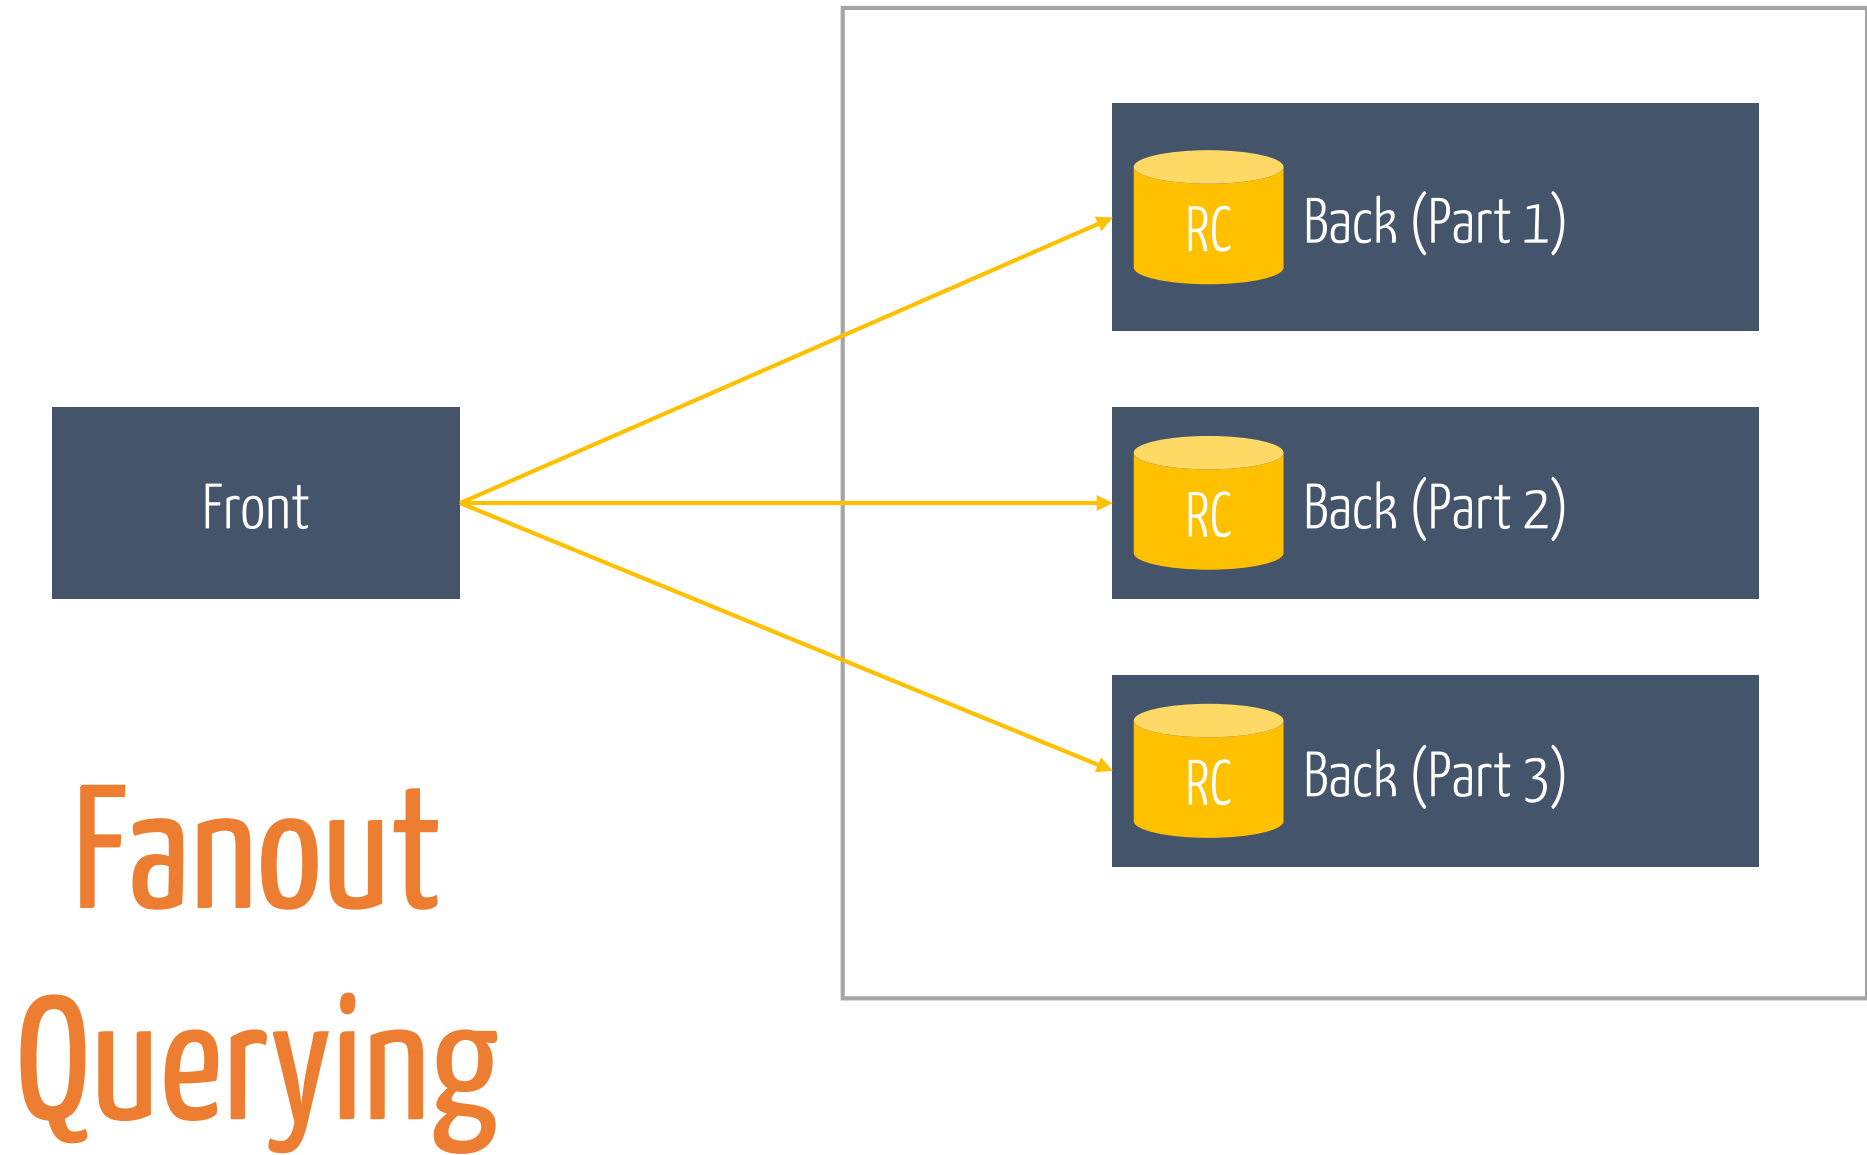 RC
Back (Part 1)
Front
RC
Back (Part 2)
RC
Back (Part 3)
Fanout
Querying